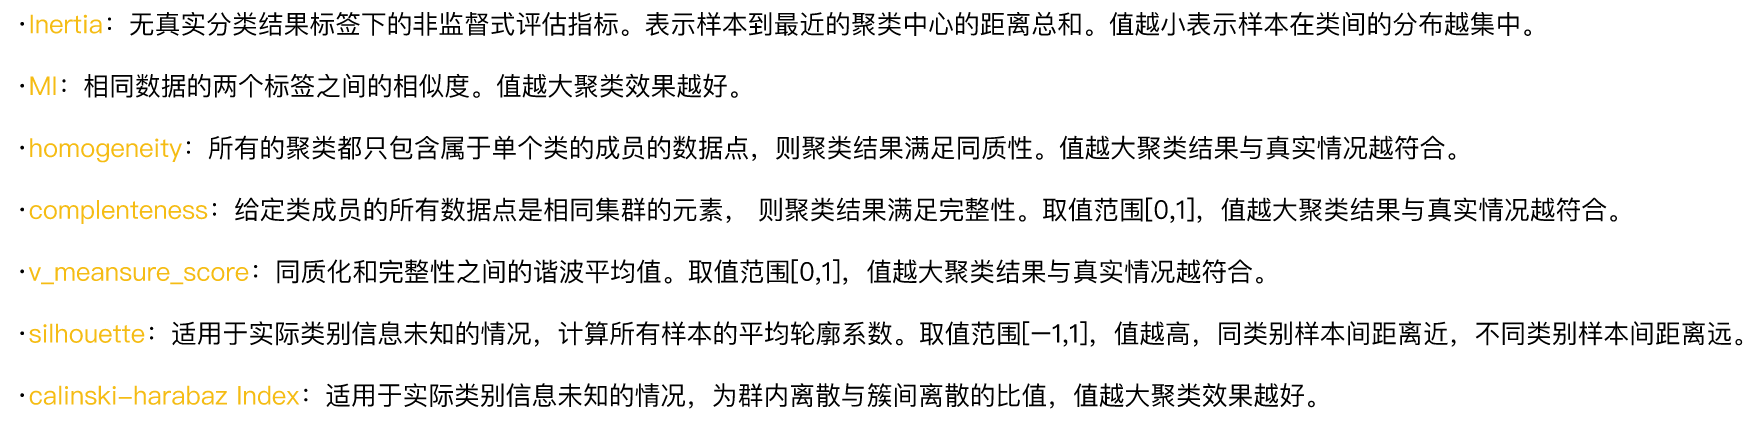 ·Inertia：无真实分类结果标签下的非监督式评估指标。表示样本到最近的聚类中心的距离总和。值越小表示样本在类间的分布越集中。
·MI：相同数据的两个标签之间的相似度。值越大聚类效果越好。
·homogeneity：所有的聚类都只包含属于单个类的成员的数据点，则聚类结果满足同质性。值越大聚类结果与真实情况越符合。
·complenteness：给定类成员的所有数据点是相同集群的元素， 则聚类结果满足完整性。取值范围[0,1]，值越大聚类结果与真实情况越符合。
·v_meansure_score：同质化和完整性之间的谐波平均值。取值范围[0,1]，值越大聚类结果与真实情况越符合。
·silhouette：适用于实际类别信息未知的情况，计算所有样本的平均轮廓系数。取值范围[—1,1]，值越高，同类别样本间距离近，不同类别样本间距离远。
·calinski–harabaz Index：适用于实际类别信息未知的情况，为群内离散与簇间离散的比值，值越大聚类效果越好。